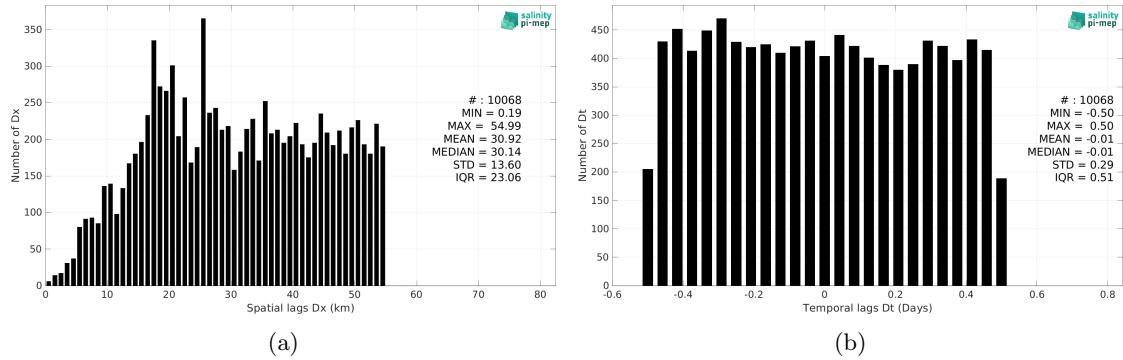 salinity
pi-mep
350
300
250
200
150
100
50
0
Number of Dx
# : 10068
MIN = 0.19
MAX = 54.99
MEAN = 30.92
MEDIAN = 30.14
STD = 13.60
IQR = 23.06
0 10 20 30 40 50 60 70 80
Spatial lags Dx (km)
(a)
salinity
pi-mep
450
400
350
300
250
200
150
100
50
0
Number of Dt
# : 10068
MIN = -0.50
MAX = 0.50
MEAN = -0.01
MEDIAN = -0.01
STD = 0.29
IQR = 0.51
-0.6 -0.4 -0.2 0 0.2 0.4 0.6 0.8
Temporal lags Dt (Days)
(b)